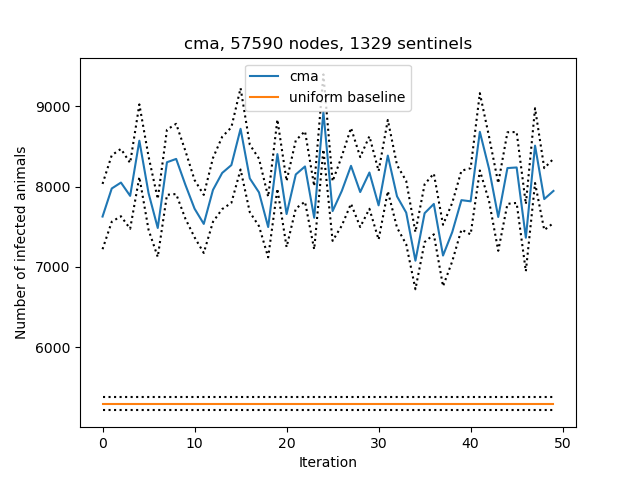 cma, 57590 nodes, 1329 sentinels
cma
uniform baseline
Number of infected animals
9000
8000
7000
6000
0 10 20 30 40 50
Iteration